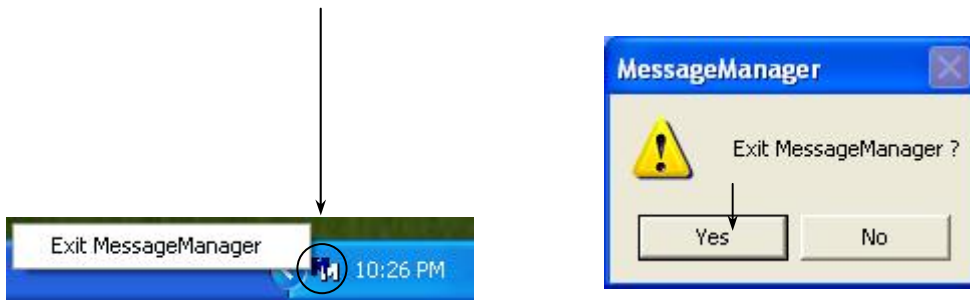 Exit MessageManager
10:26 PM
MessageManager
Exit MessageManager ?
Yes
No